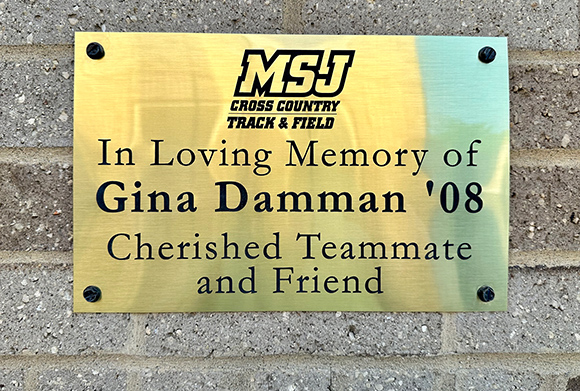 MSJ
CROSS COUNTRY
TRACK & FIELD
In Loving Memory of
Gina Damman '08
Cherished Teammate
and Friend